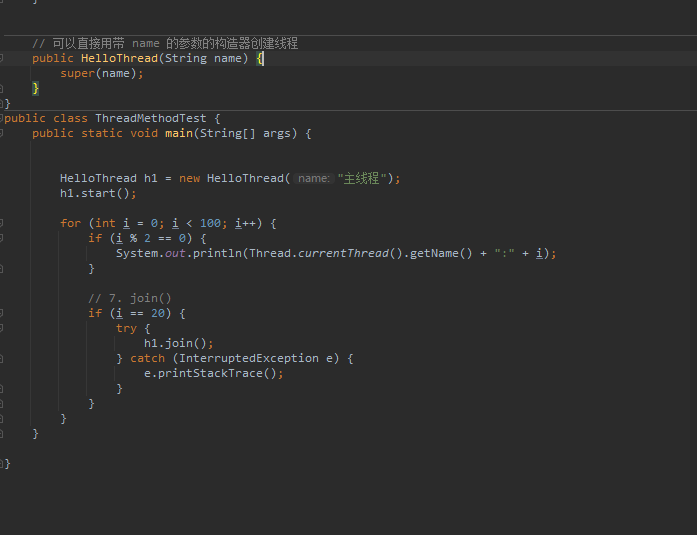 }
// 可以直接用带 name 的参数的构造器创建线程
public HelloThread(String name) {
super(name);
}
}
public class ThreadMethodTest {
public static void main(String[] args) {
HelloThread h1 = new HelloThread( name: "主线程");
h1.start();
for (int i = 0; i < 100; i++) {
if (i % 2 == 0) {
System.out.println(Thread.currentThread().getName() + ":" + i);
}
// 7. join()
if (i == 20) {
try {
h1.join();
} catch (InterruptedException e) {
e.printStackTrace();
}
}
}
}
}